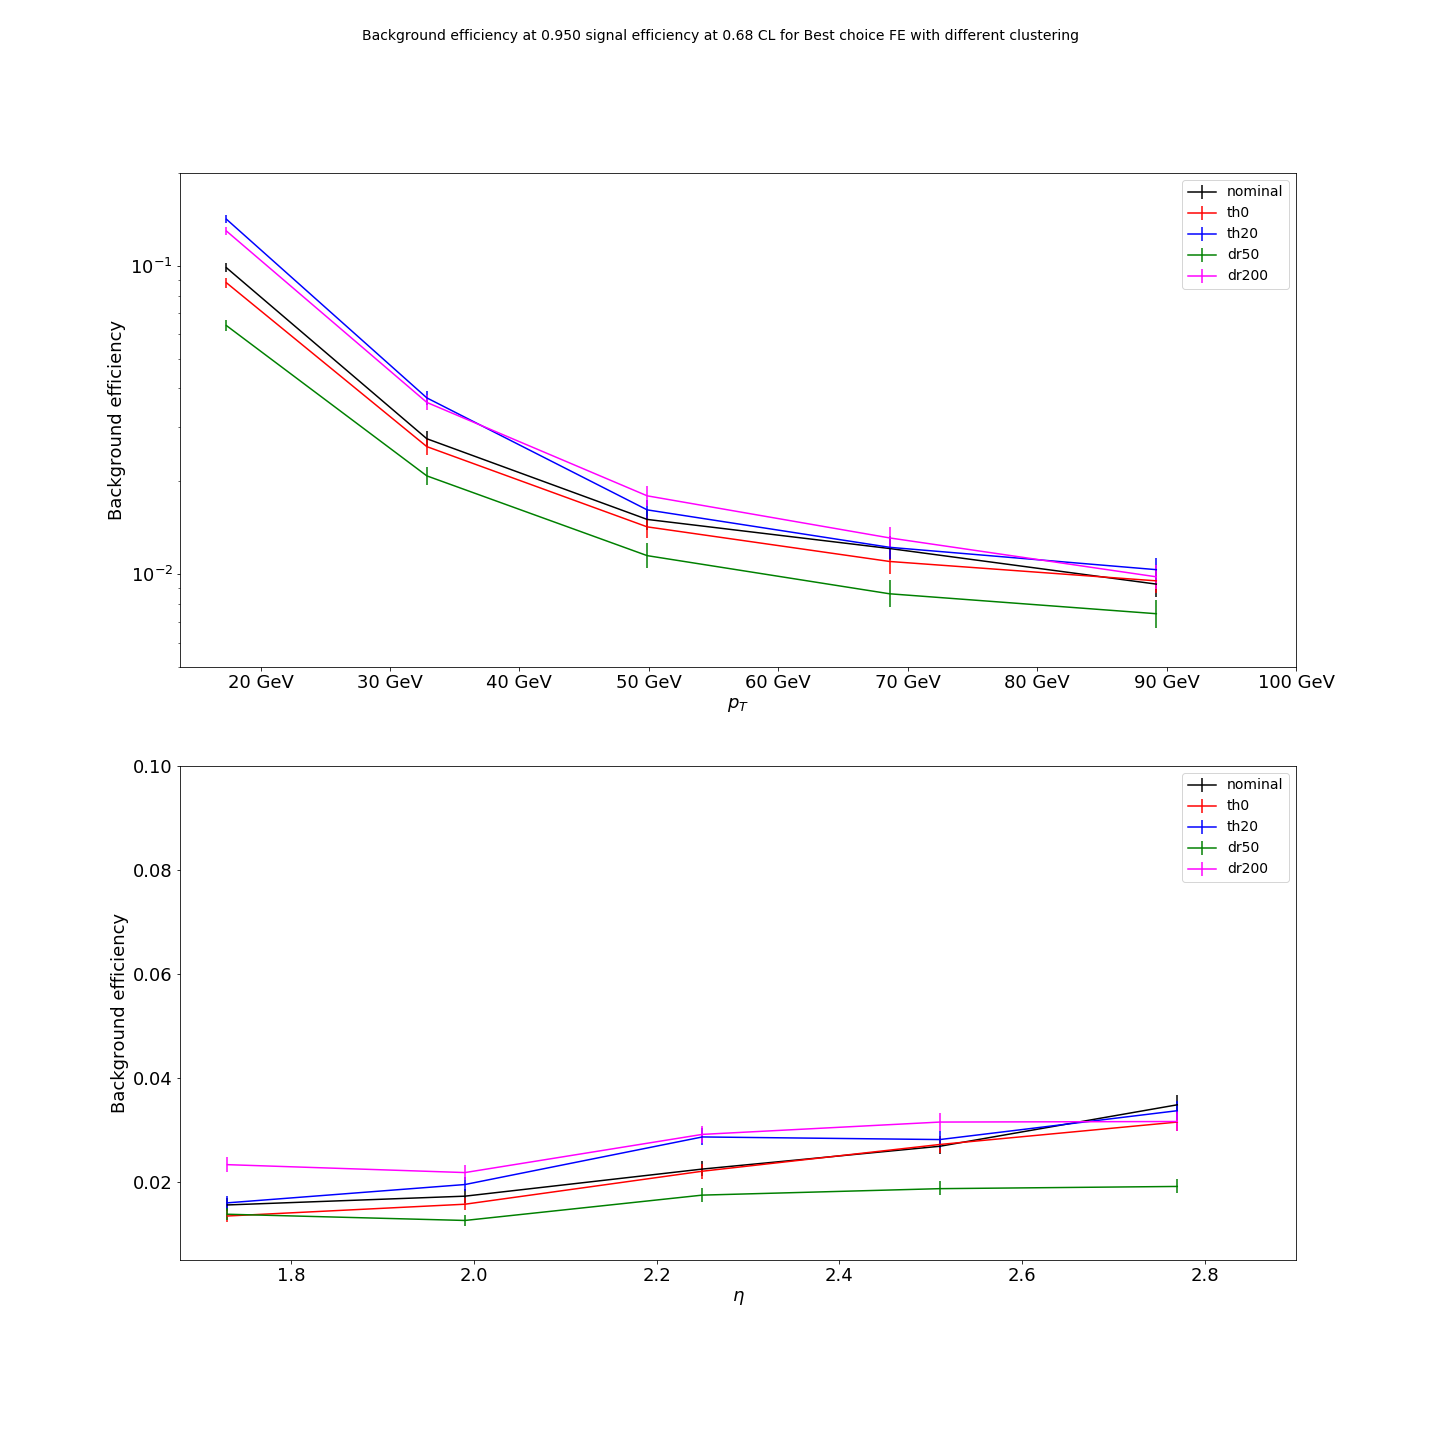 Background efficiency at 0.950 signal efficiency at 0.68 CL for Best choice FE with different clustering
nominal
th0
th20
dr50
dr200
10⁻¹
10⁻²
Background efficiency
20 GeV 30 GeV 40 GeV 50 GeV 60 GeV 70 GeV 80 GeV 90 GeV 100 GeV
p_T
nominal
th0
th20
dr50
dr200
0.10
0.08
0.06
0.04
0.02
Background efficiency
1.8 2.0 2.2 2.4 2.6 2.8
η